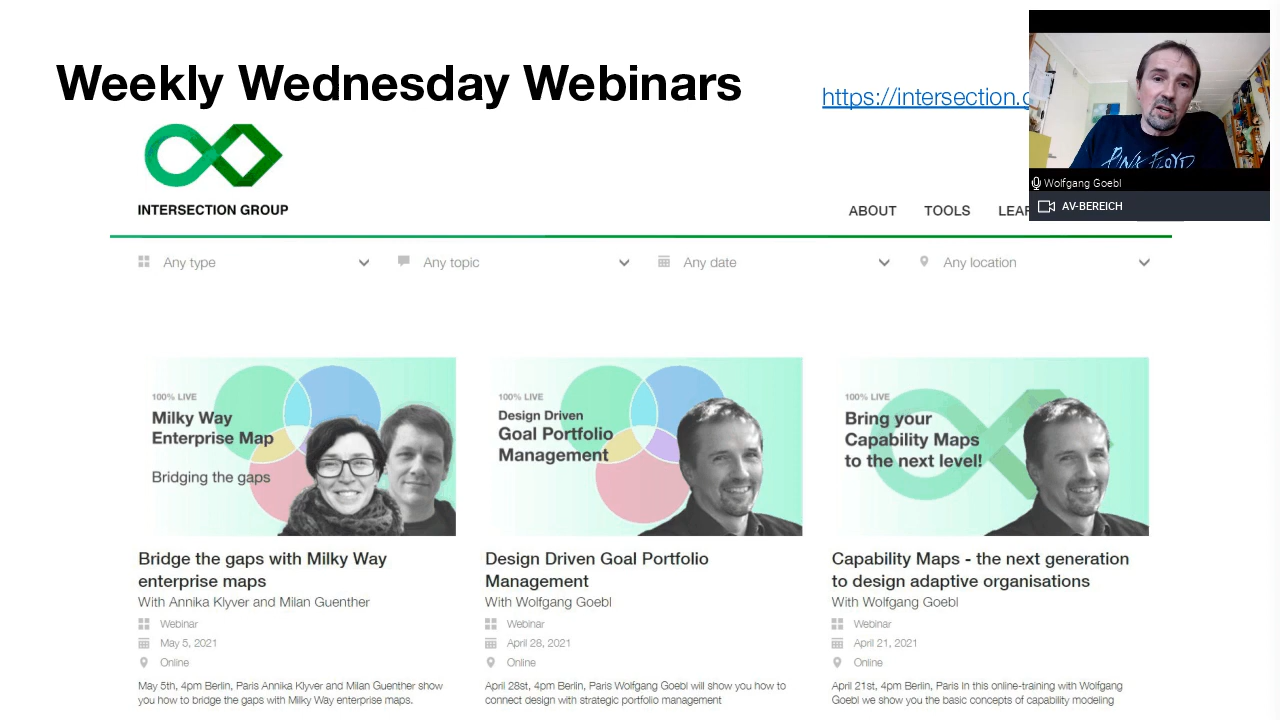 Weekly Wednesday Webinars
https://intersection.g
INTERSECTION GROUP
ABOUT TOOLS LEAR
PINK FLOYD
Wolfgang Goebl
AV-BEREICH
Any type Any topic Any date Any location
100% LIVE
Milky Way
Enterprise Map
Bridging the gaps
100% LIVE
Design Driven
Goal Portfolio
Management
100% LIVE
Bring your
Capability Maps
to the next level!
Bridge the gaps with Milky Way
enterprise maps
With Annika Klyver and Milan Guenther
Webinar
May 5, 2021
Online
May 5th, 4pm Berlin, Paris Annika Klyver and Milan Guenther show
you how to bridge the gaps with Milky Way enterprise maps.
Design Driven Goal Portfolio
Management
With Wolfgang Goebl
Webinar
April 28, 2021
Online
April 28st, 4pm Berlin, Paris Wolfgang Goebl will show you how to
connect design with strategic portfolio management
Capability Maps - the next generation
to design adaptive organisations
With Wolfgang Goebl
Webinar
April 21, 2021
Online
April 21st, 4pm Berlin, Paris In this online-training with Wolfgang
Goebl we show you the basic concepts of capability modeling